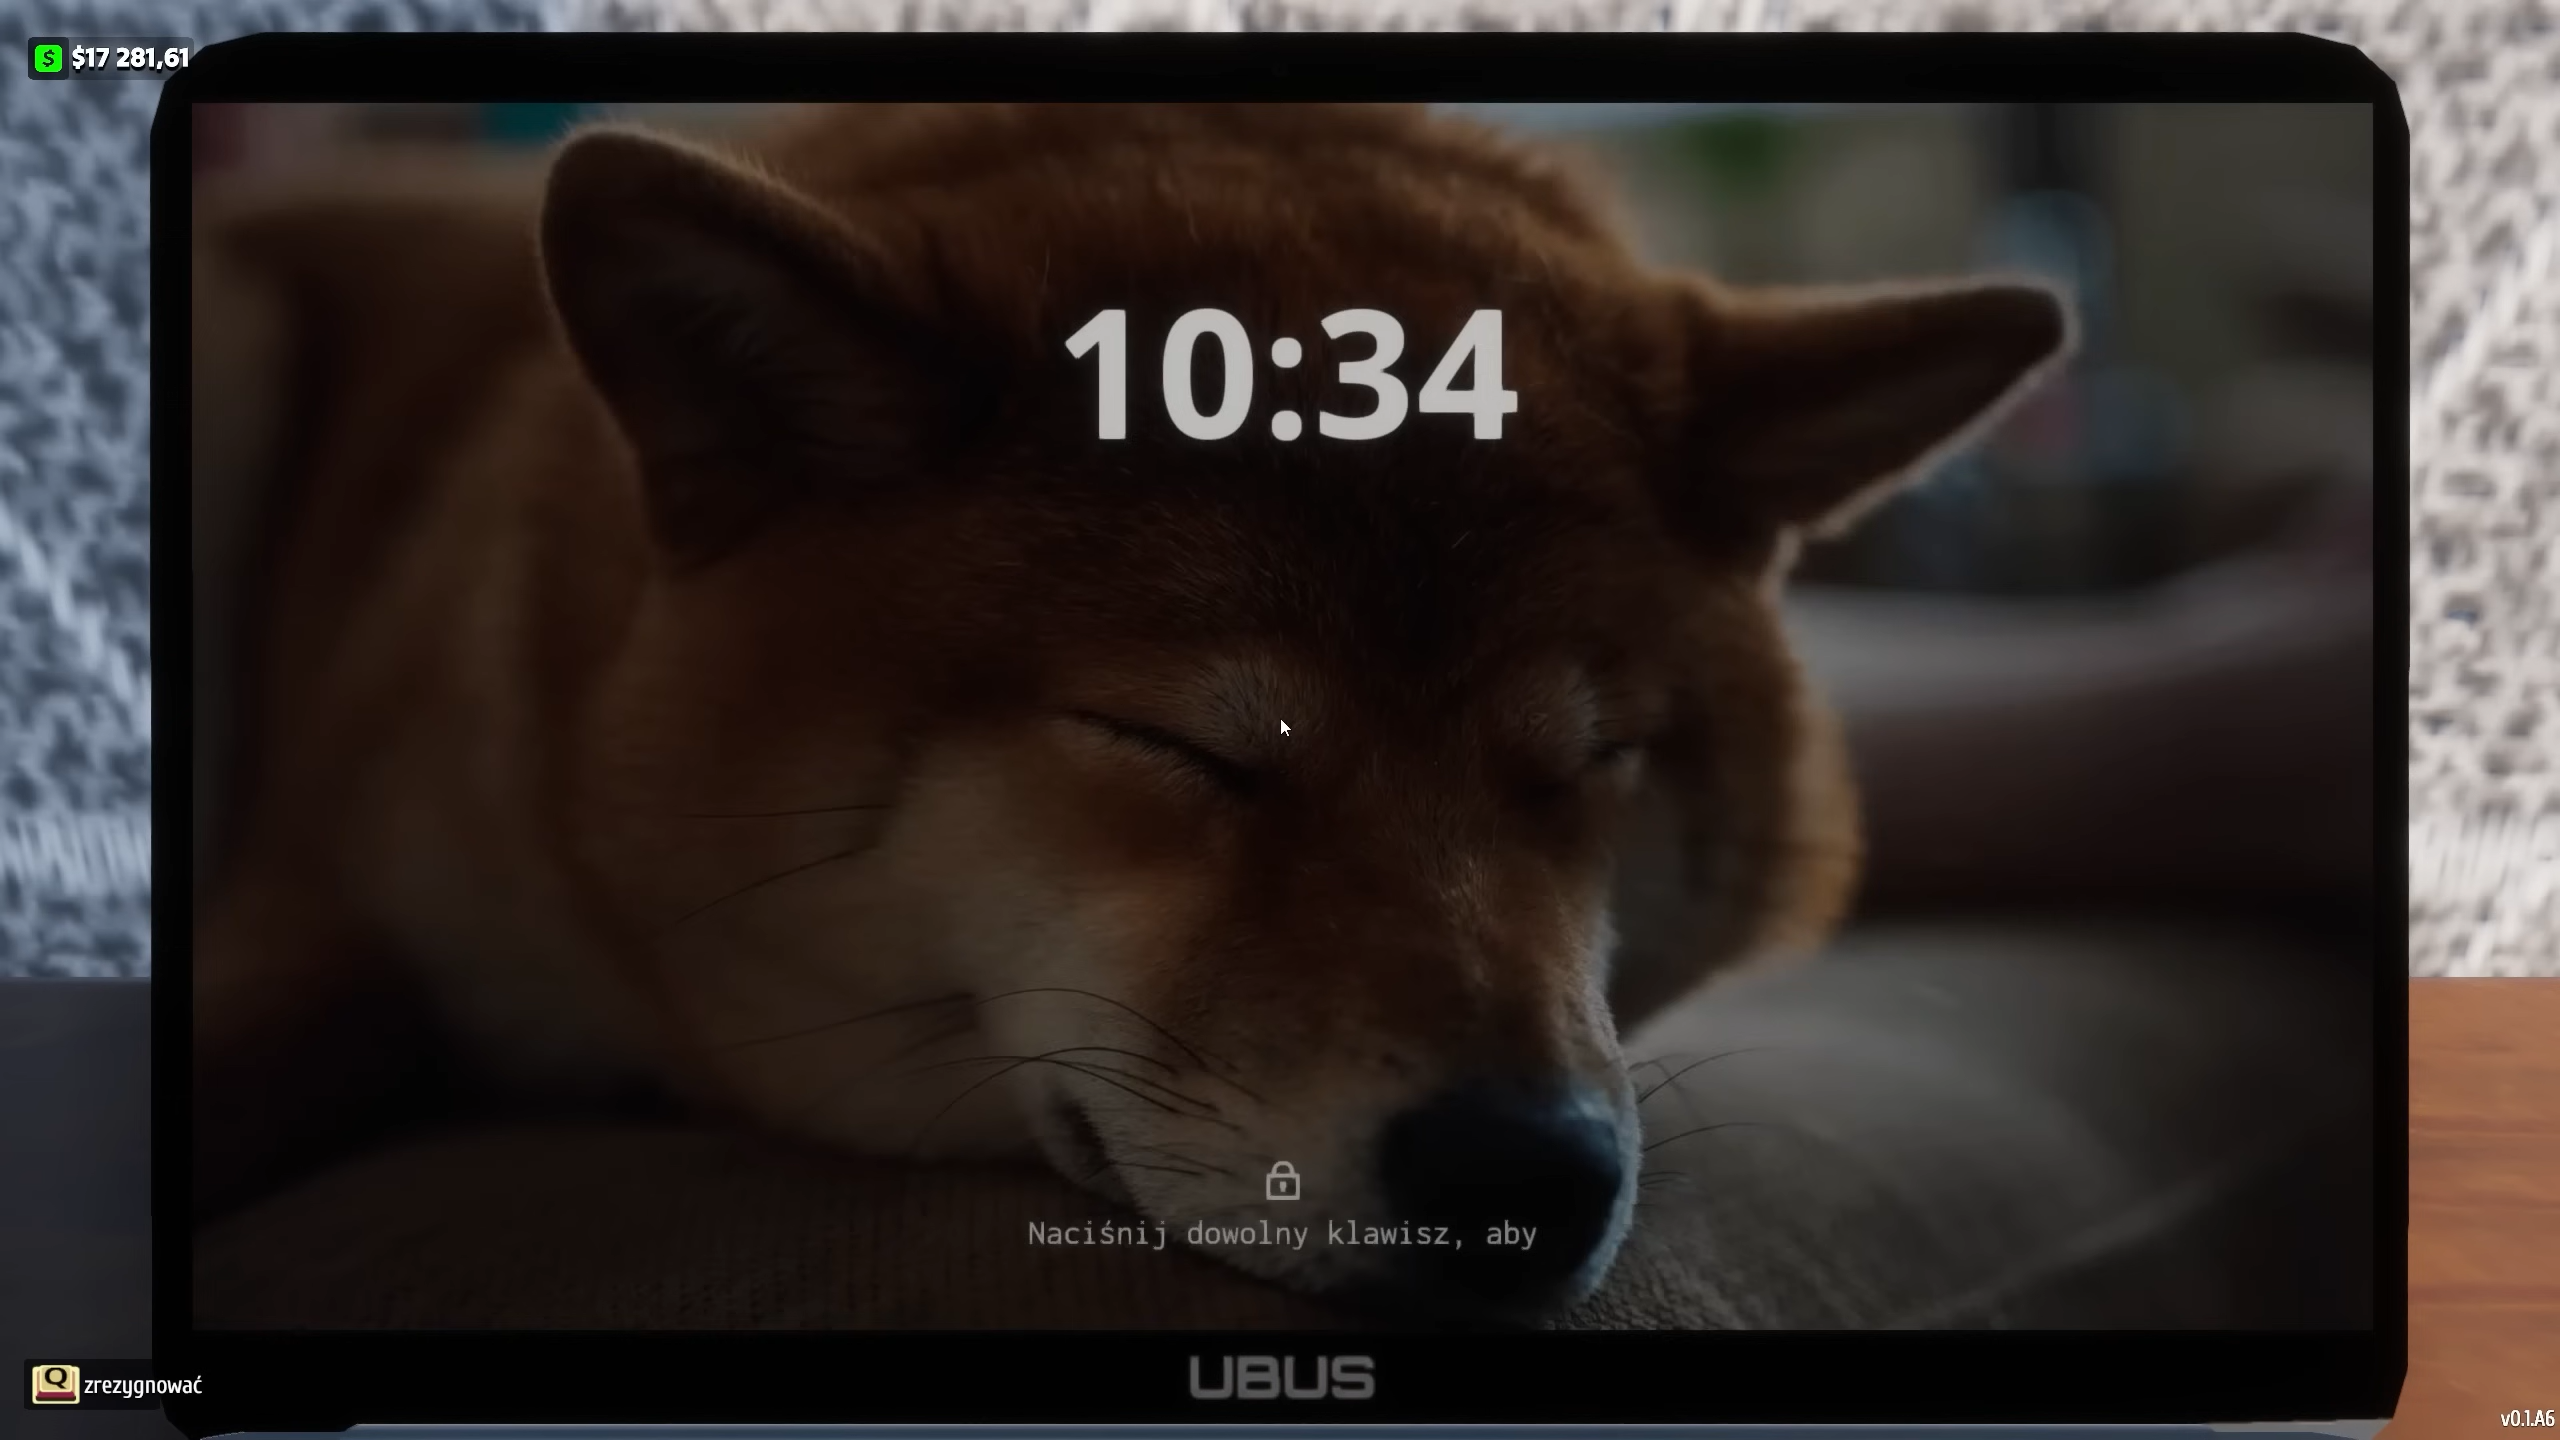 $17 281,61
10:34
Naciśnij dowolny klawisz, aby
UBUS
Q zrezygnować
v0.1.A6